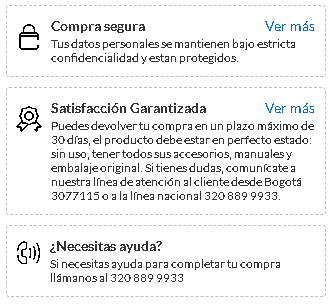 Compra segura Ver más
Tus datos personales se mantienen bajo estricta
confidencialidad y estan protegidos.
Satisfacción Garantizada Ver más
Puedes devolver tu compra en un plazo máximo de
30 días, el producto debe estar en perfecto estado:
sin uso, tener todos sus accesorios, manuales y
embalaje original. Si tienes dudas, comunícate a
nuestra línea de atención al cliente desde Bogotá
3077115 o a la línea nacional 320 889 9933.
¿Necesitas ayuda?
Si necesitas ayuda para completar tu compra
llámanos al 320 889 9933